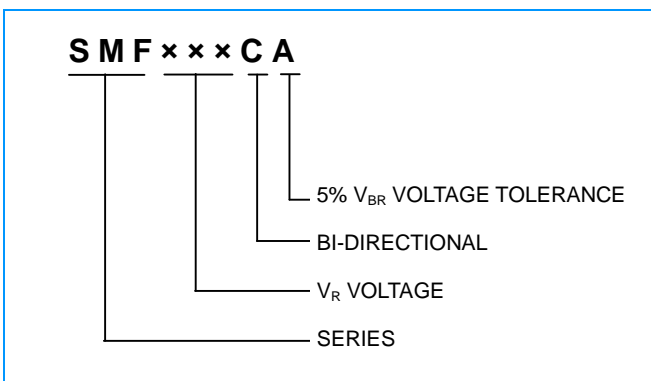 SMF×××CA
5% VBR VOLTAGE TOLERANCE
BI-DIRECTIONAL
VR VOLTAGE
SERIES